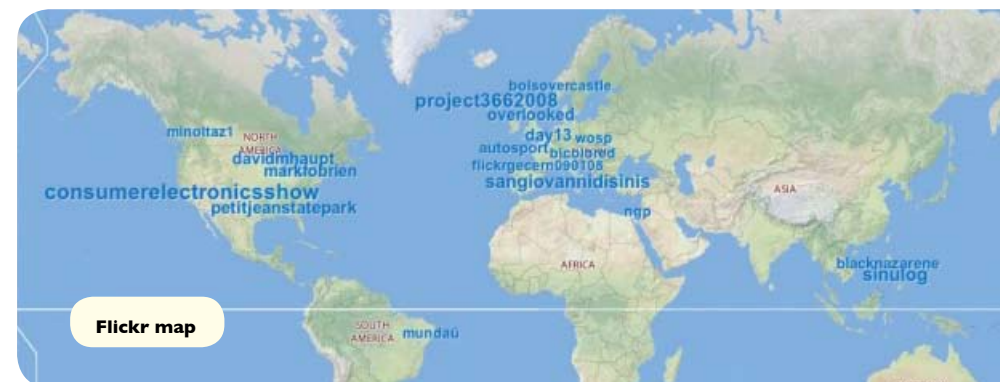 bolsovercastle
project3662008
overlooked
minoltaz1
NORTH
AMERICA
day13
wosp
autosport
bicolored
davidmhaupt
flickrgecem090108
marktobrien
sangiovannidisinis
ASIA
consumerelectronicsshow
petitjeanstatepark
ngp
AFRICA
blacknazarene
sinulog
Flickr map
SOUTH
AMERICA
mundaú